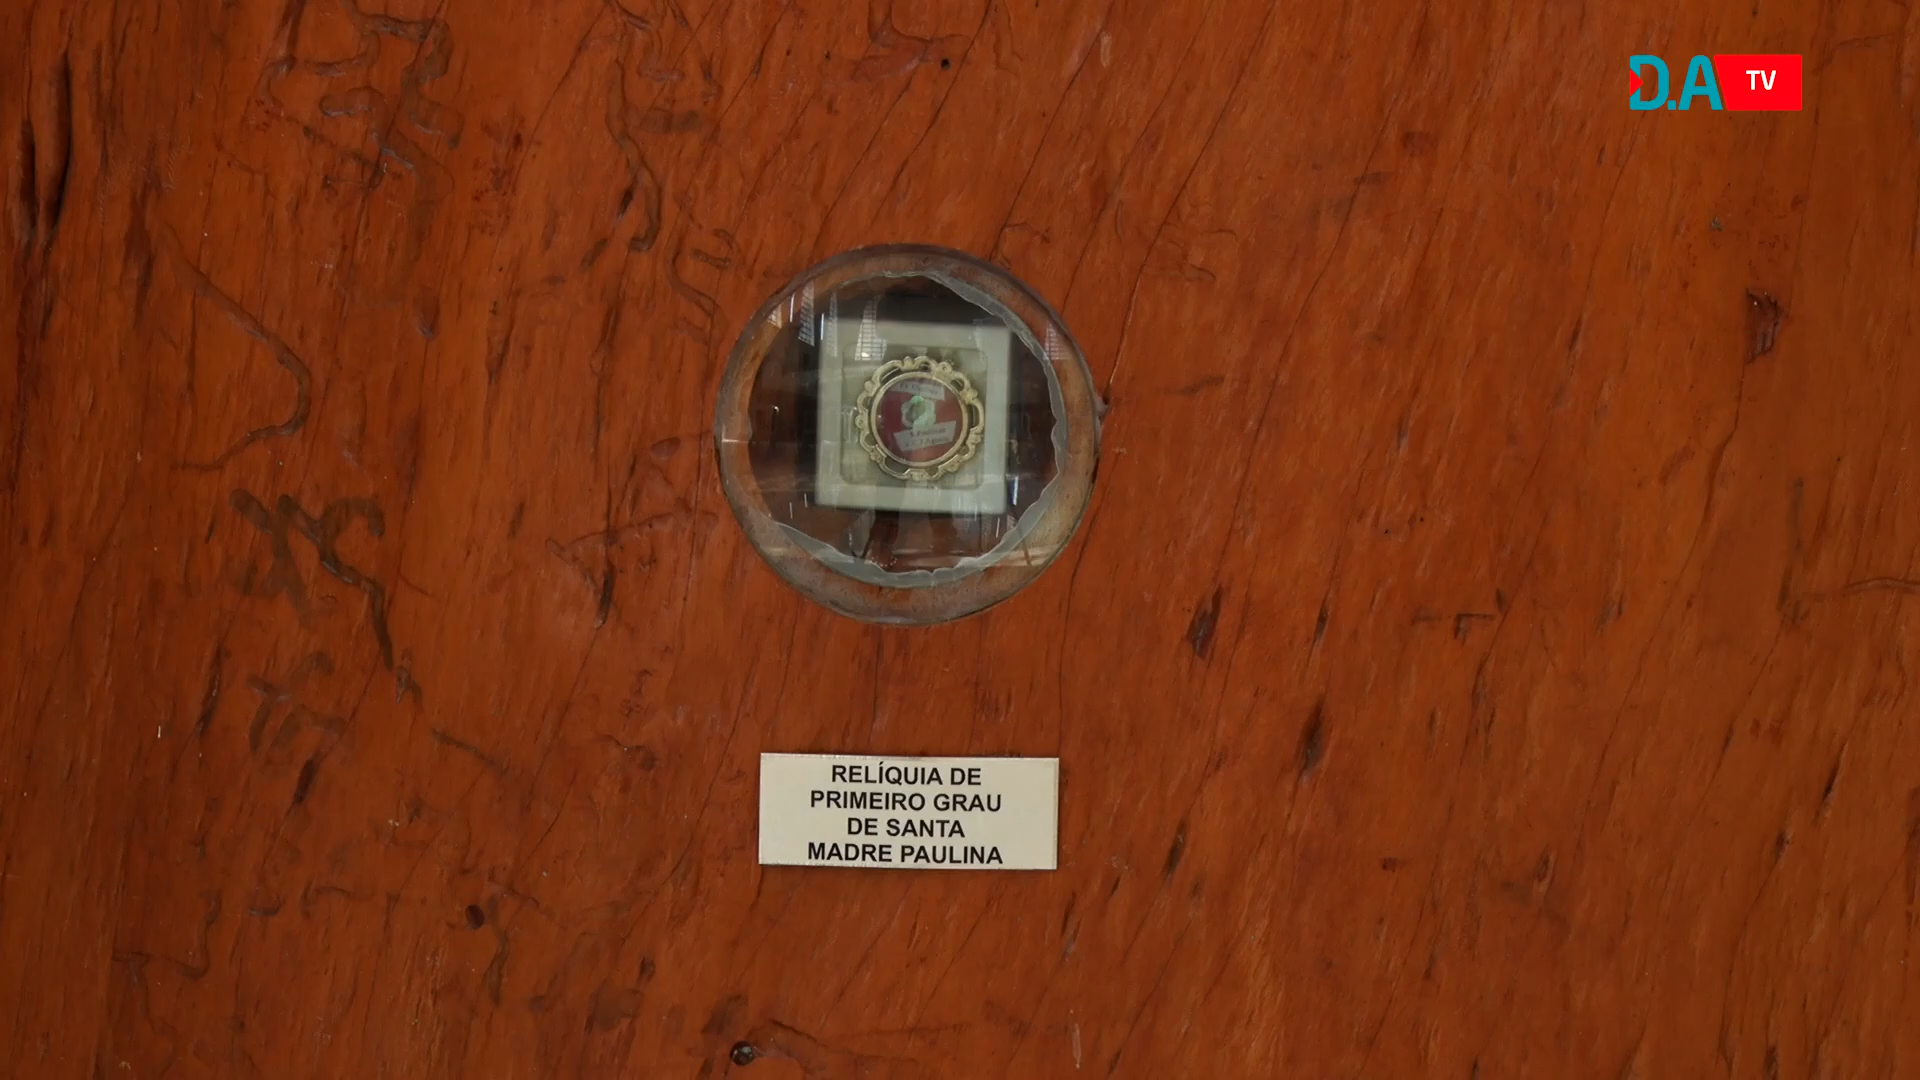 D.A TV
RELÍQUIA DE
PRIMEIRO GRAU
DE SANTA
MADRE PAULINA